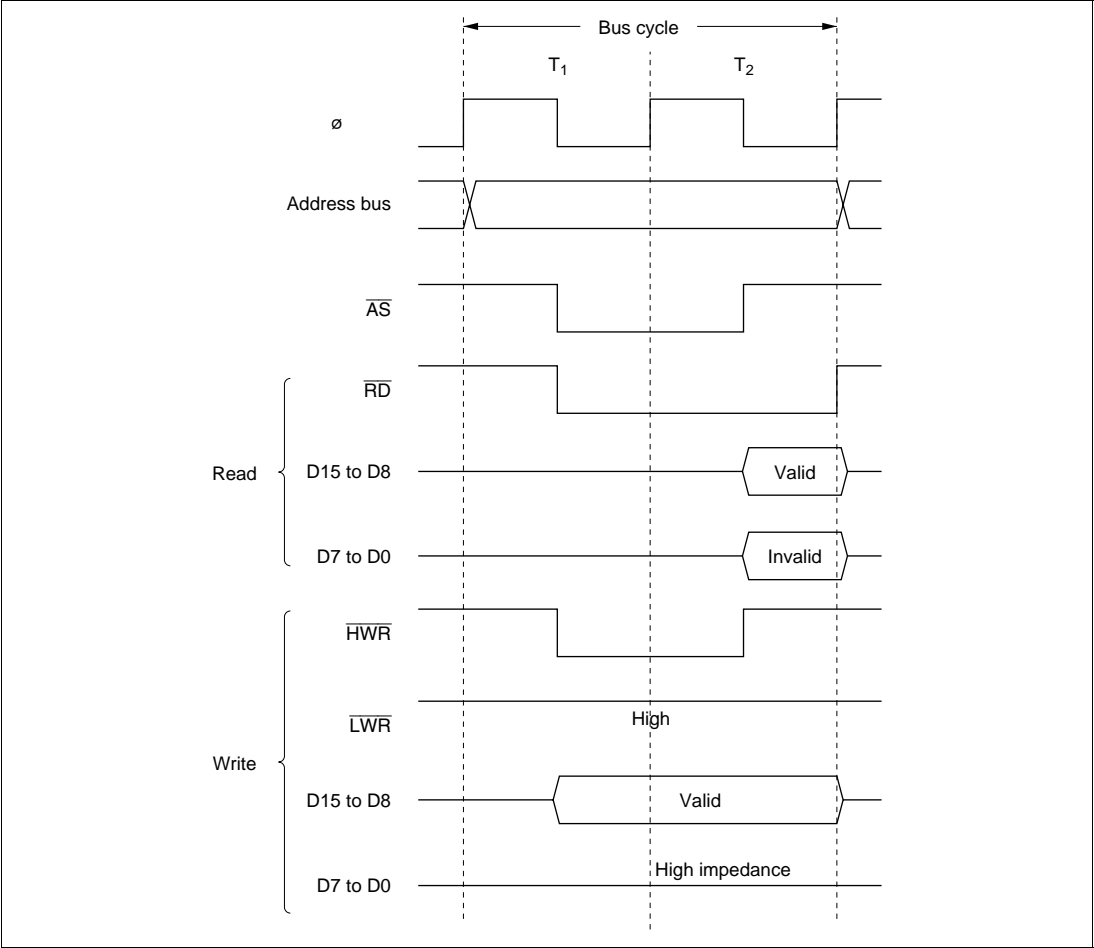 Bus cycle
T1 T2
ø
Address bus
AS
RD
Read D15 to D8 Valid
D7 to D0 Invalid
HWR
LWR High
Write
D15 to D8 Valid
High impedance
D7 to D0